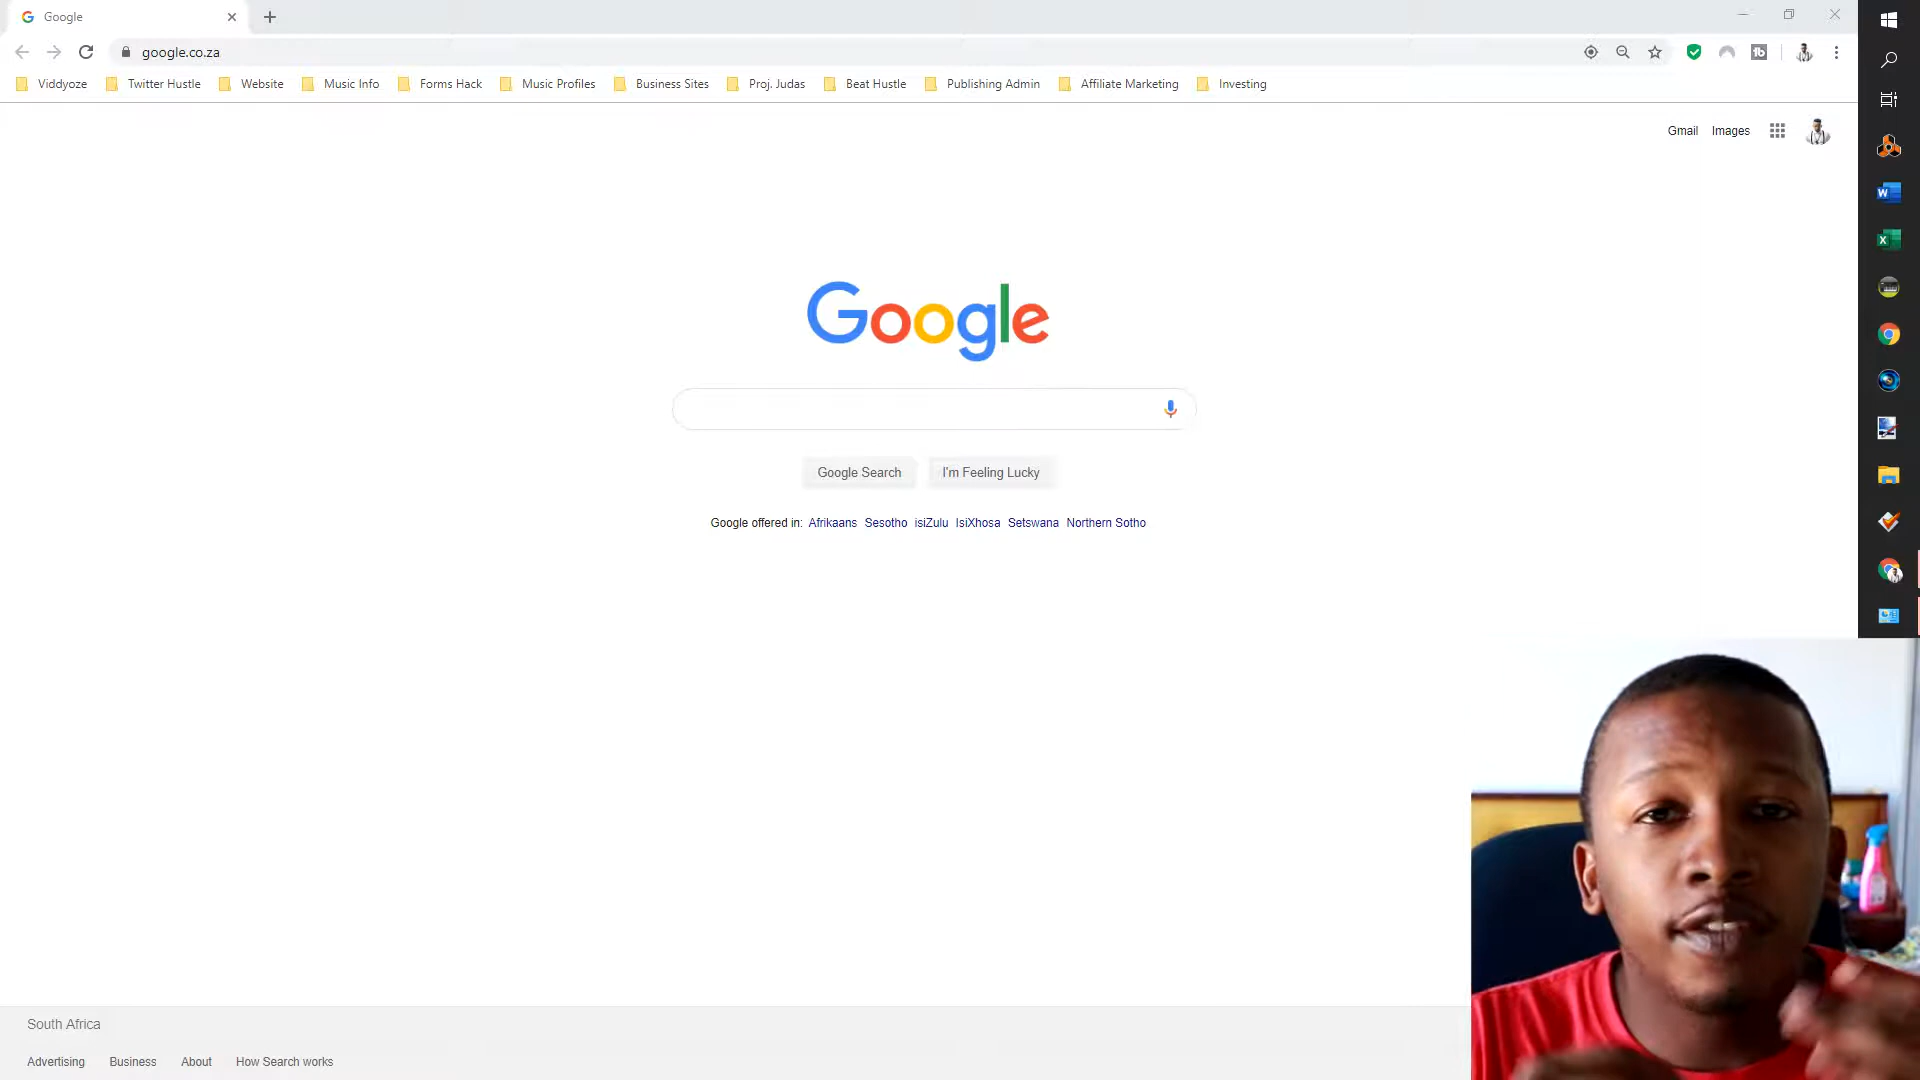 Google
google.co.za
Viddyoze Twitter Hustle Website Music Info Forms Hack Music Profiles Business Sites Proj. Judas Beat Hustle Publishing Admin Affiliate Marketing Investing
Gmail Images
Google
Google Search I'm Feeling Lucky
Google offered in: Afrikaans Sesotho isiZulu IsiXhosa Setswana Northern Sotho
South Africa
Advertising Business About How Search works